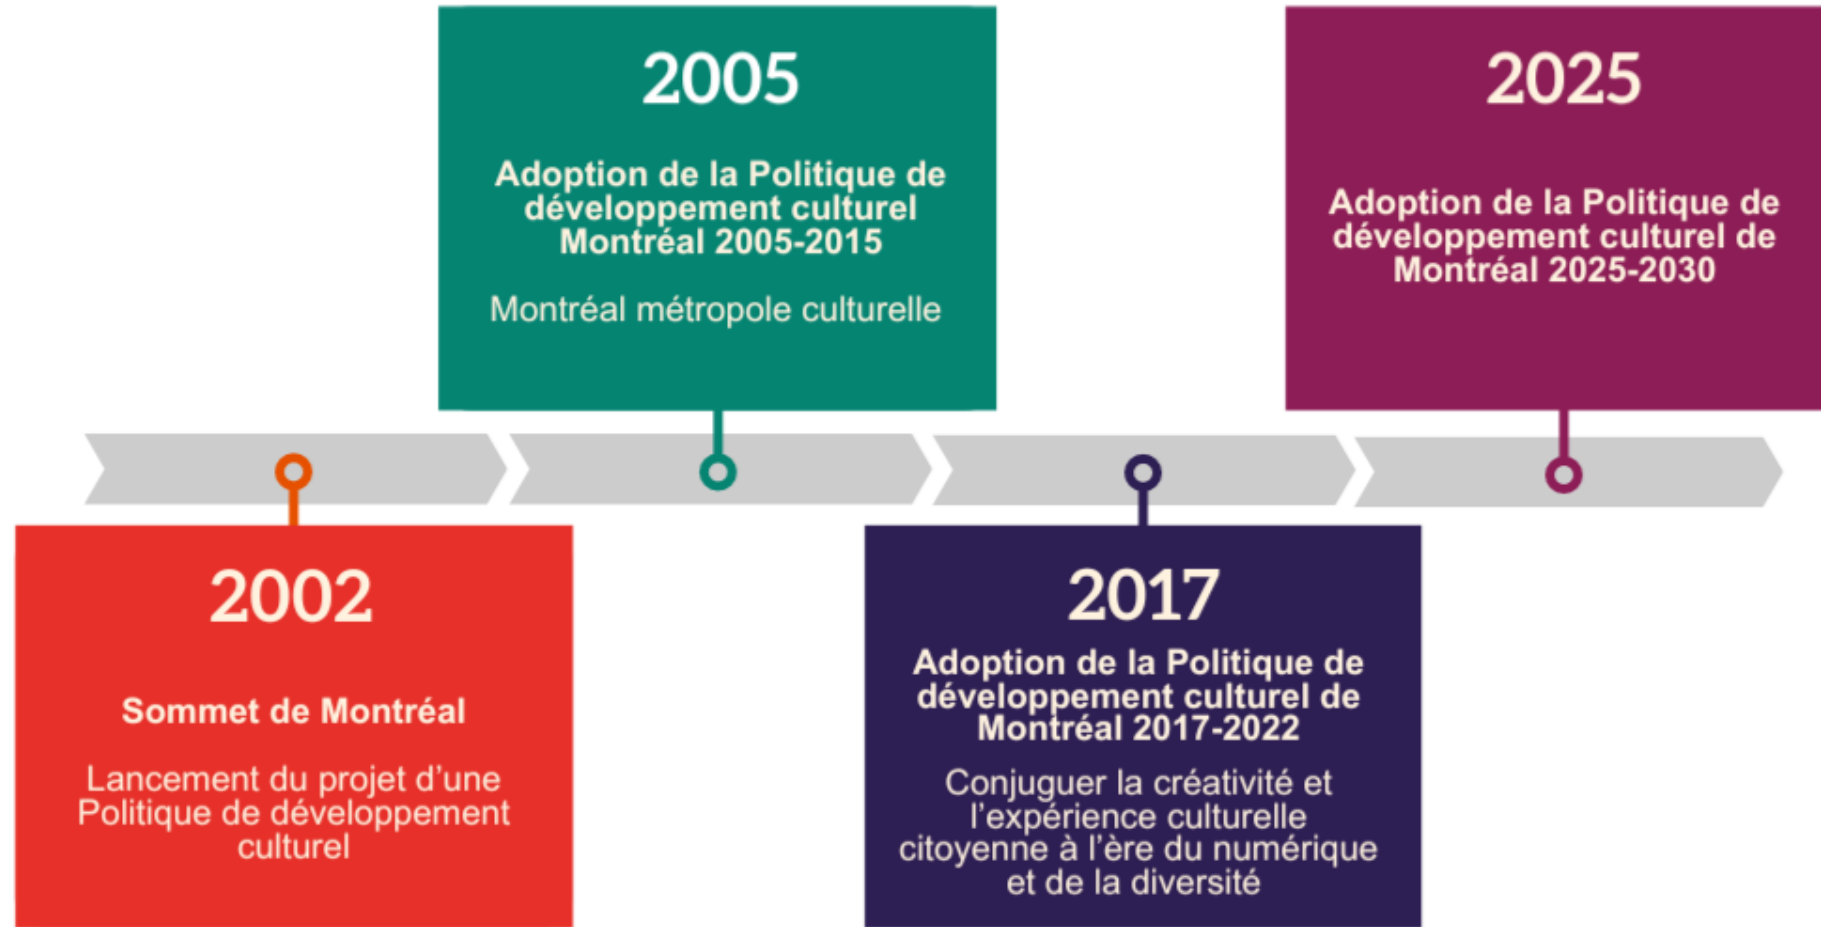 2002
Sommet de Montréal
Lancement du projet d’une
Politique de développement
culturel
2005
Adoption de la Politique de
développement culturel
Montréal 2005-2015
Montréal métropole culturelle
2017
Adoption de la Politique de
développement culturel de
Montréal 2017-2022
Conjuguer la créativité et
l’expérience culturelle
citoyenne à l’ère du numérique
et de la diversité
2025
Adoption de la Politique de
développement culturel de
Montréal 2025-2030